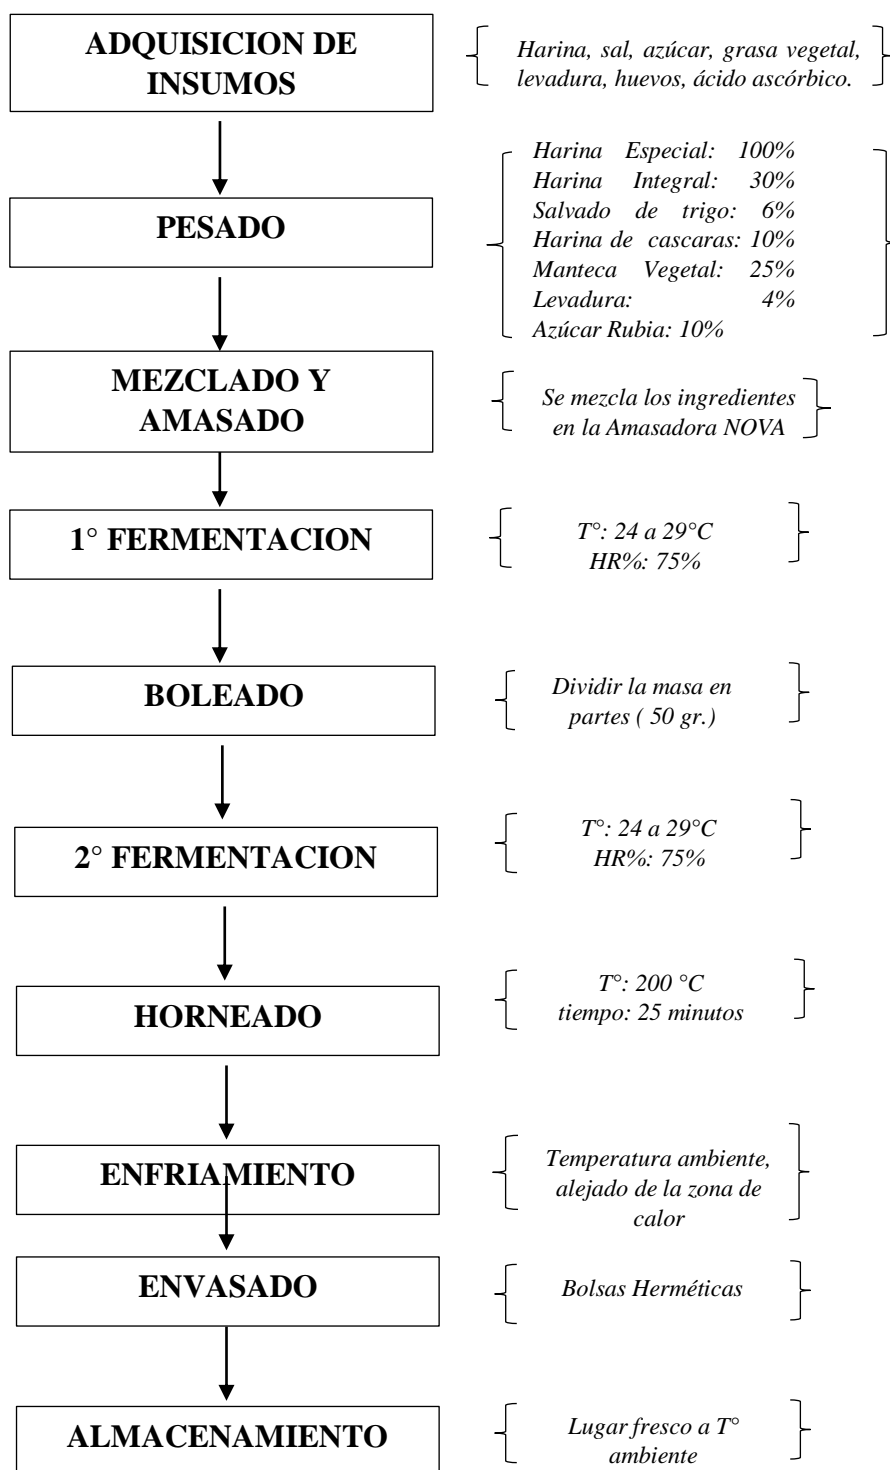 ADQUISICION DE
INSUMOS
Harina, sal, azúcar, grasa vegetal,
levadura, huevos, ácido ascórbico.
PESADO
Harina Especial: 100%
Harina Integral: 30%
Salvado de trigo: 6%
Harina de cascaras: 10%
Manteca Vegetal: 25%
Levadura: 4%
Azúcar Rubia: 10%
MEZCLADO Y
AMASADO
Se mezcla los ingredientes
en la Amasadora NOVA
1° FERMENTACION
T°: 24 a 29°C
HR%: 75%
BOLEADO
Dividir la masa en
partes ( 50 gr.)
2° FERMENTACION
T°: 24 a 29°C
HR%: 75%
HORNEADO
T°: 200 °C
tiempo: 25 minutos
ENFRIAMIENTO
Temperatura ambiente,
alejado de la zona de
calor
ENVASADO
Bolsas Herméticas
ALMACENAMIENTO
Lugar fresco a T°
ambiente